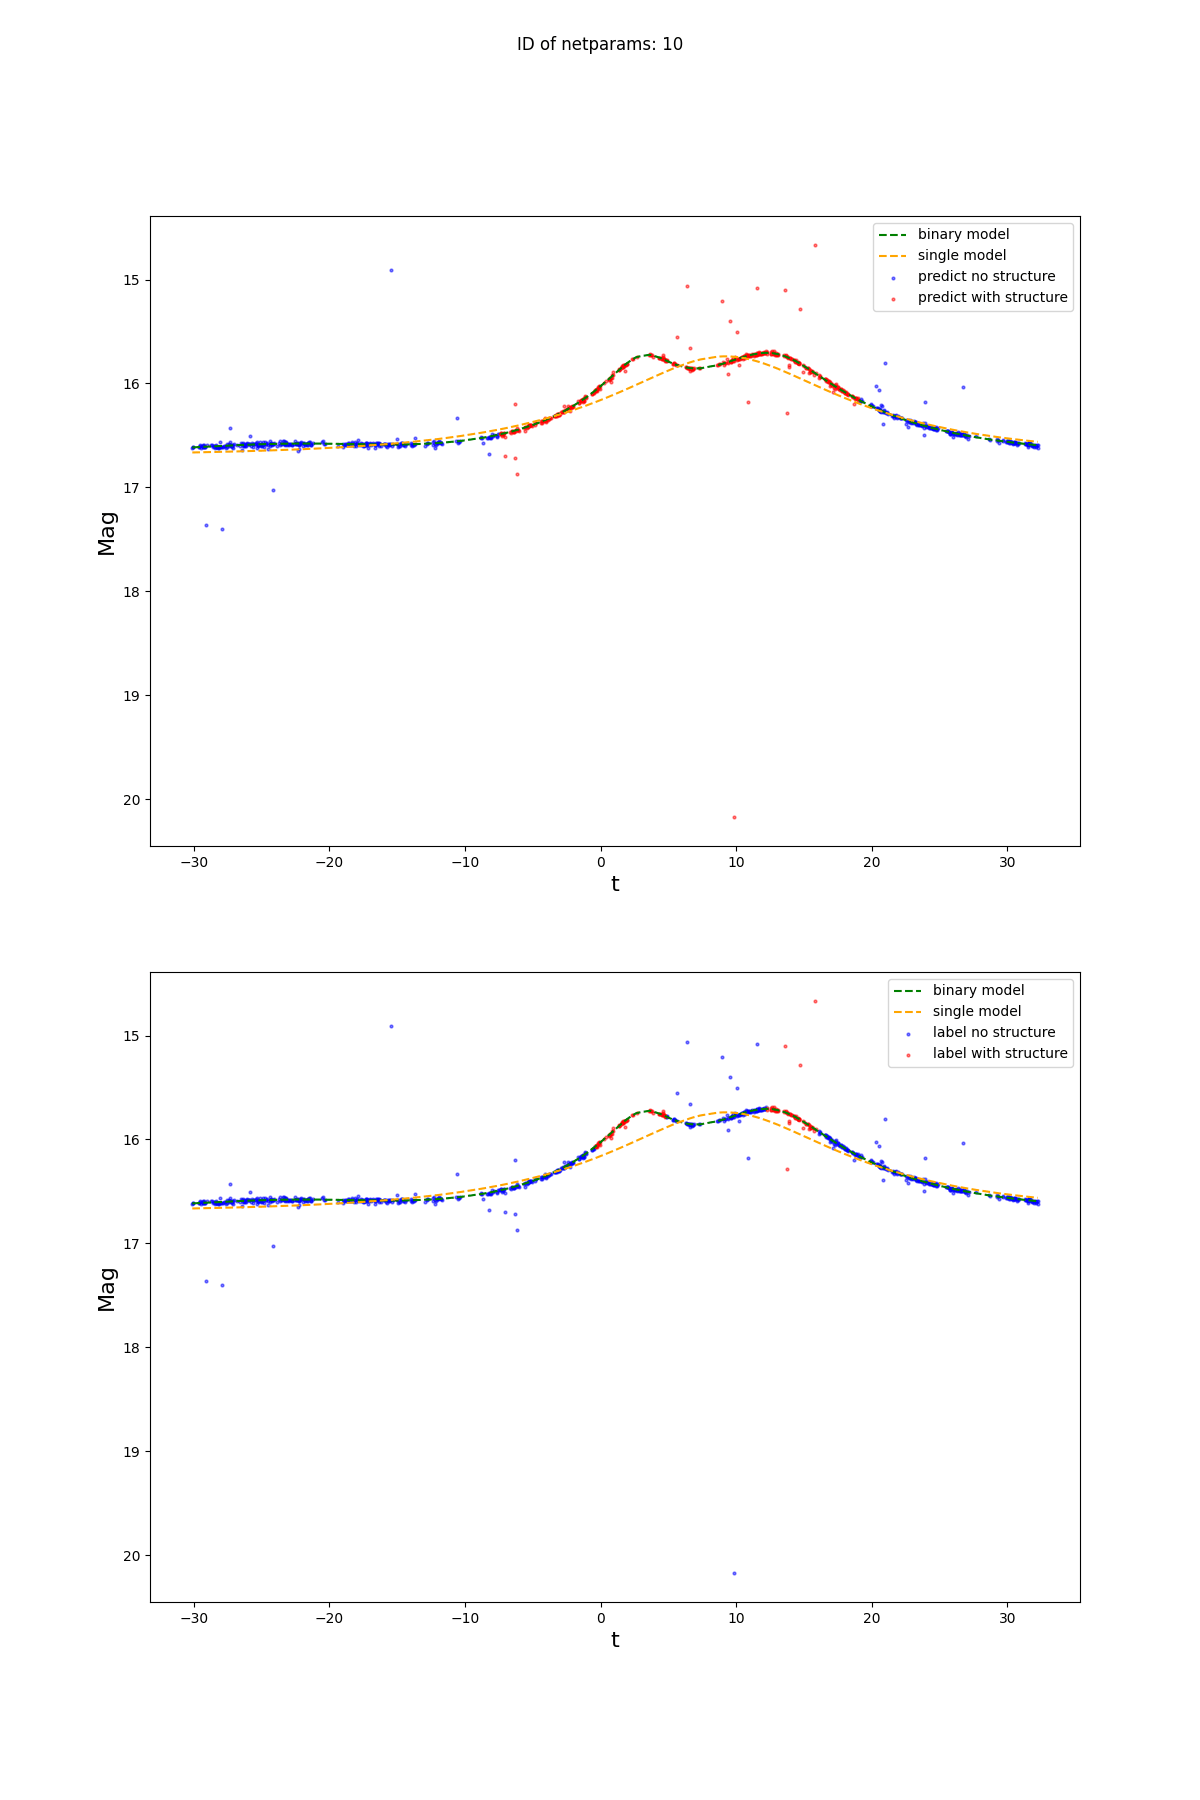 ID of netparams: 10
binary model
single model
predict no structure
predict with structure
15
16
17
18
19
20
Mag
−30
−20
−10
0
10
20
30
t
binary model
single model
label no structure
label with structure
15
16
17
18
19
20
Mag
−30
−20
−10
0
10
20
30
t